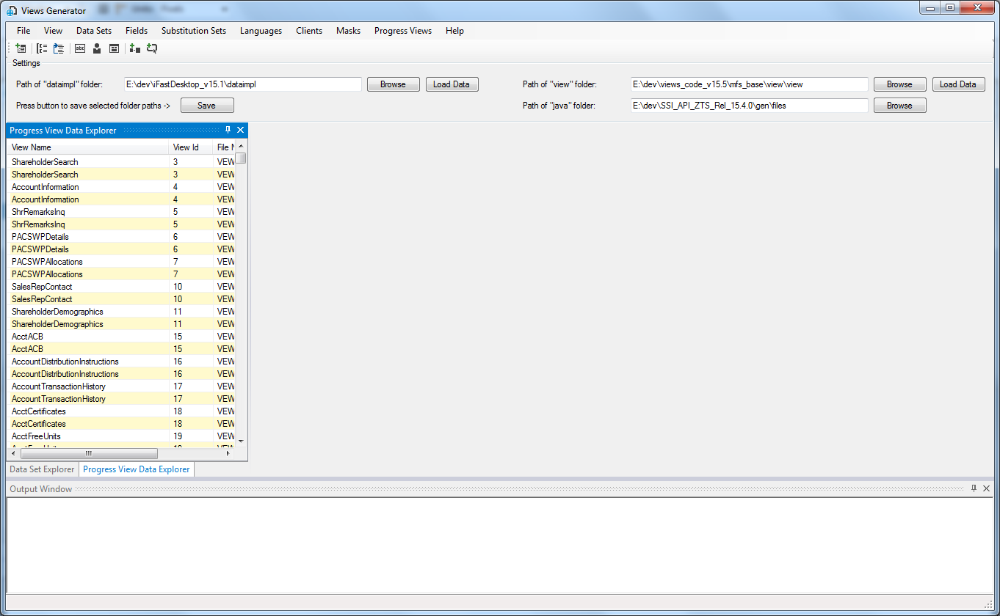 Views Generator
File View Data Sets Fields Substitution Sets Languages Clients Masks Progress Views Help
Settings
Path of "dataimpl" folder: E:\dev\iFastDesktop_v15.1\dataimpl Browse Load Data Path of "view" folder: E:\dev\views_code_v15.5\mfs_base\view\view Browse Load Data
Press button to save selected folder paths -> Save Path of "java" folder: E:\dev\SSI_API_ZTS_Rel_15.4.0\gen\files Browse
Progress View Data Explorer
View Name View Id File N
ShareholderSearch 3 VEW
ShareholderSearch 3 VEW
AccountInformation 4 VEW
AccountInformation 4 VEW
ShrRemarksInq 5 VEW
ShrRemarksInq 5 VEW
PACSWPDetails 6 VEW
PACSWPDetails 6 VEW
PACSWPAllocations 7 VEW
PACSWPAllocations 7 VEW
SalesRepContact 10 VEW
SalesRepContact 10 VEW
ShareholderDemographics 11 VEW
ShareholderDemographics 11 VEW
AcctACB 15 VEW
AcctACB 15 VEW
AccountDistributionInstructions 16 VEW
AccountDistributionInstructions 16 VEW
AccountTransactionHistory 17 VEW
AccountTransactionHistory 17 VEW
AcctCertificates 18 VEW
AcctCertificates 18 VEW
AcctFreeUnits 19 VEW
AcctFreeUnits 19 VEW
Data Set Explorer Progress View Data Explorer
Output Window